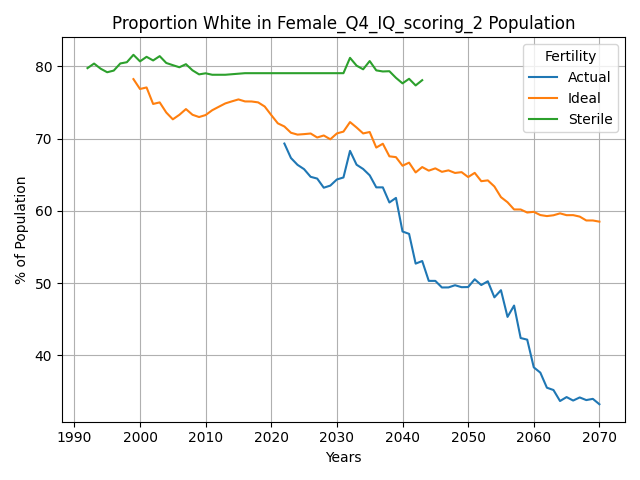 Proportion White in Female_Q4_IQ_scoring_2 Population
Fertility
Actual
Ideal
Sterile
% of Population
80
70
60
50
40
1990 2000 2010 2020 2030 2040 2050 2060 2070
Years